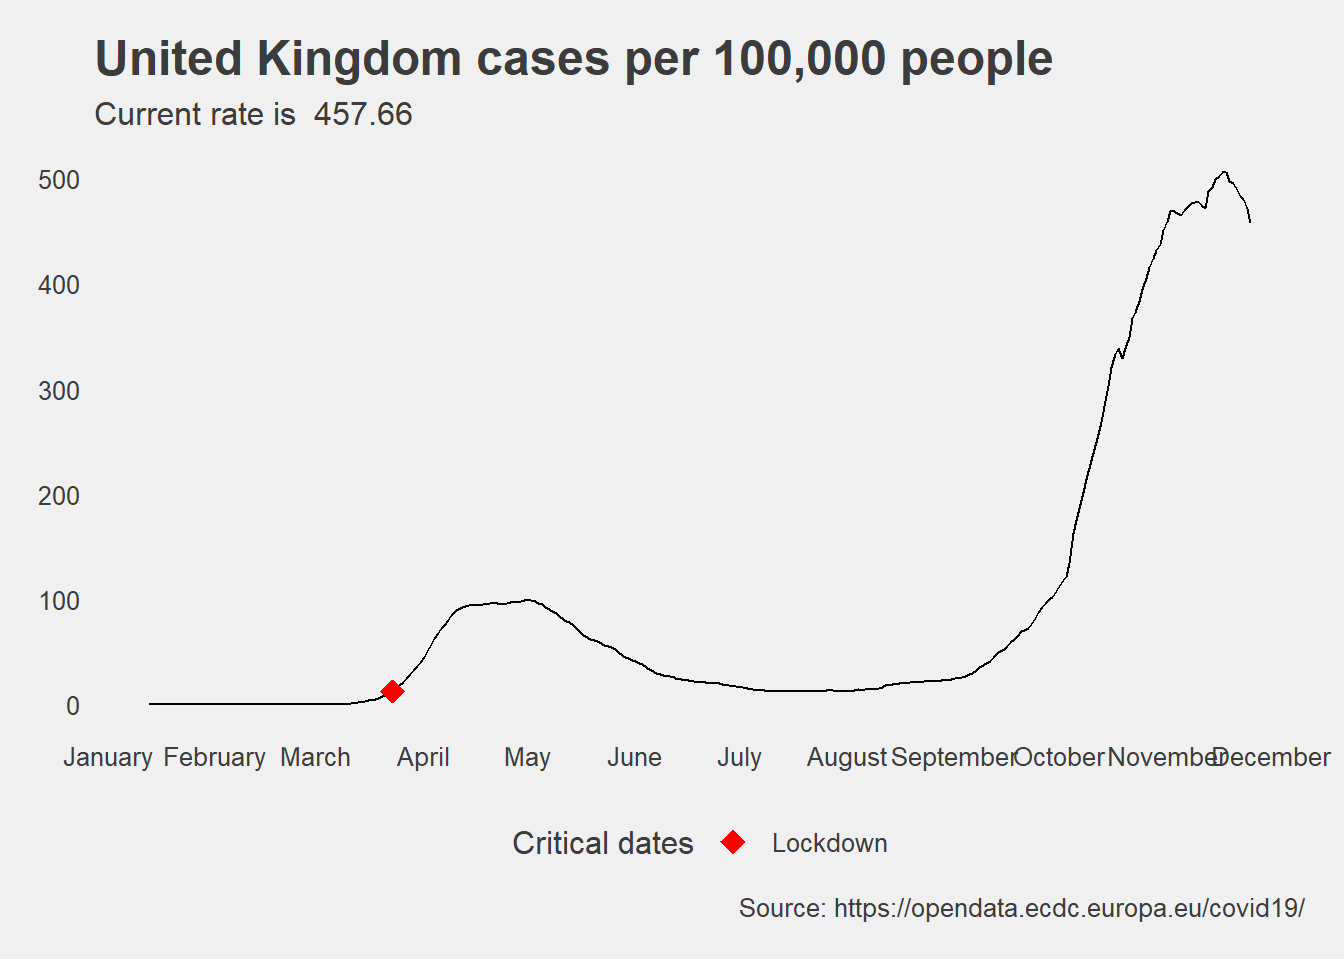 United Kingdom cases per 100,000 people
Current rate is  457.66
500
400
300
200
100
0
January February March April May June July August September October November December
Critical dates Lockdown
Source: https://opendata.ecdc.europa.eu/covid19/